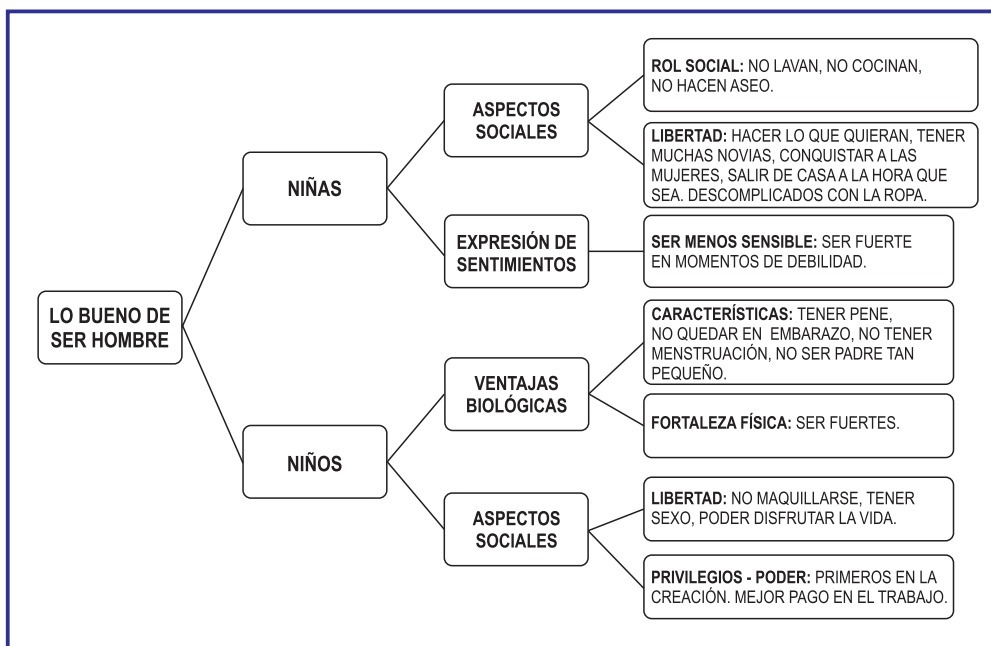 LO BUENO DE
SER HOMBRE
NIÑAS
ASPECTOS
SOCIALES
ROL SOCIAL: NO LAVAN, NO COCINAN,
NO HACEN ASEO.
LIBERTAD: HACER LO QUE QUIERAN, TENER
MUCHAS NOVIAS, CONQUISTAR A LAS
MUJERES, SALIR DE CASA A LA HORA QUE
SEA. DESCOMPLICADOS CON LA ROPA.
EXPRESIÓN DE
SENTIMIENTOS
SER MENOS SENSIBLE: SER FUERTE
EN MOMENTOS DE DEBILIDAD.
NIÑOS
VENTAJAS
BIOLÓGICAS
CARACTERÍSTICAS: TENER PENE,
NO QUEDAR EN EMBARAZO, NO TENER
MENSTRUACIÓN, NO SER PADRE TAN
PEQUEÑO.
FORTALEZA FÍSICA: SER FUERTES.
ASPECTOS
SOCIALES
LIBERTAD: NO MAQUILLARSE, TENER
SEXO, PODER DISFRUTAR LA VIDA.
PRIVILEGIOS - PODER: PRIMEROS EN LA
CREACIÓN. MEJOR PAGO EN EL TRABAJO.